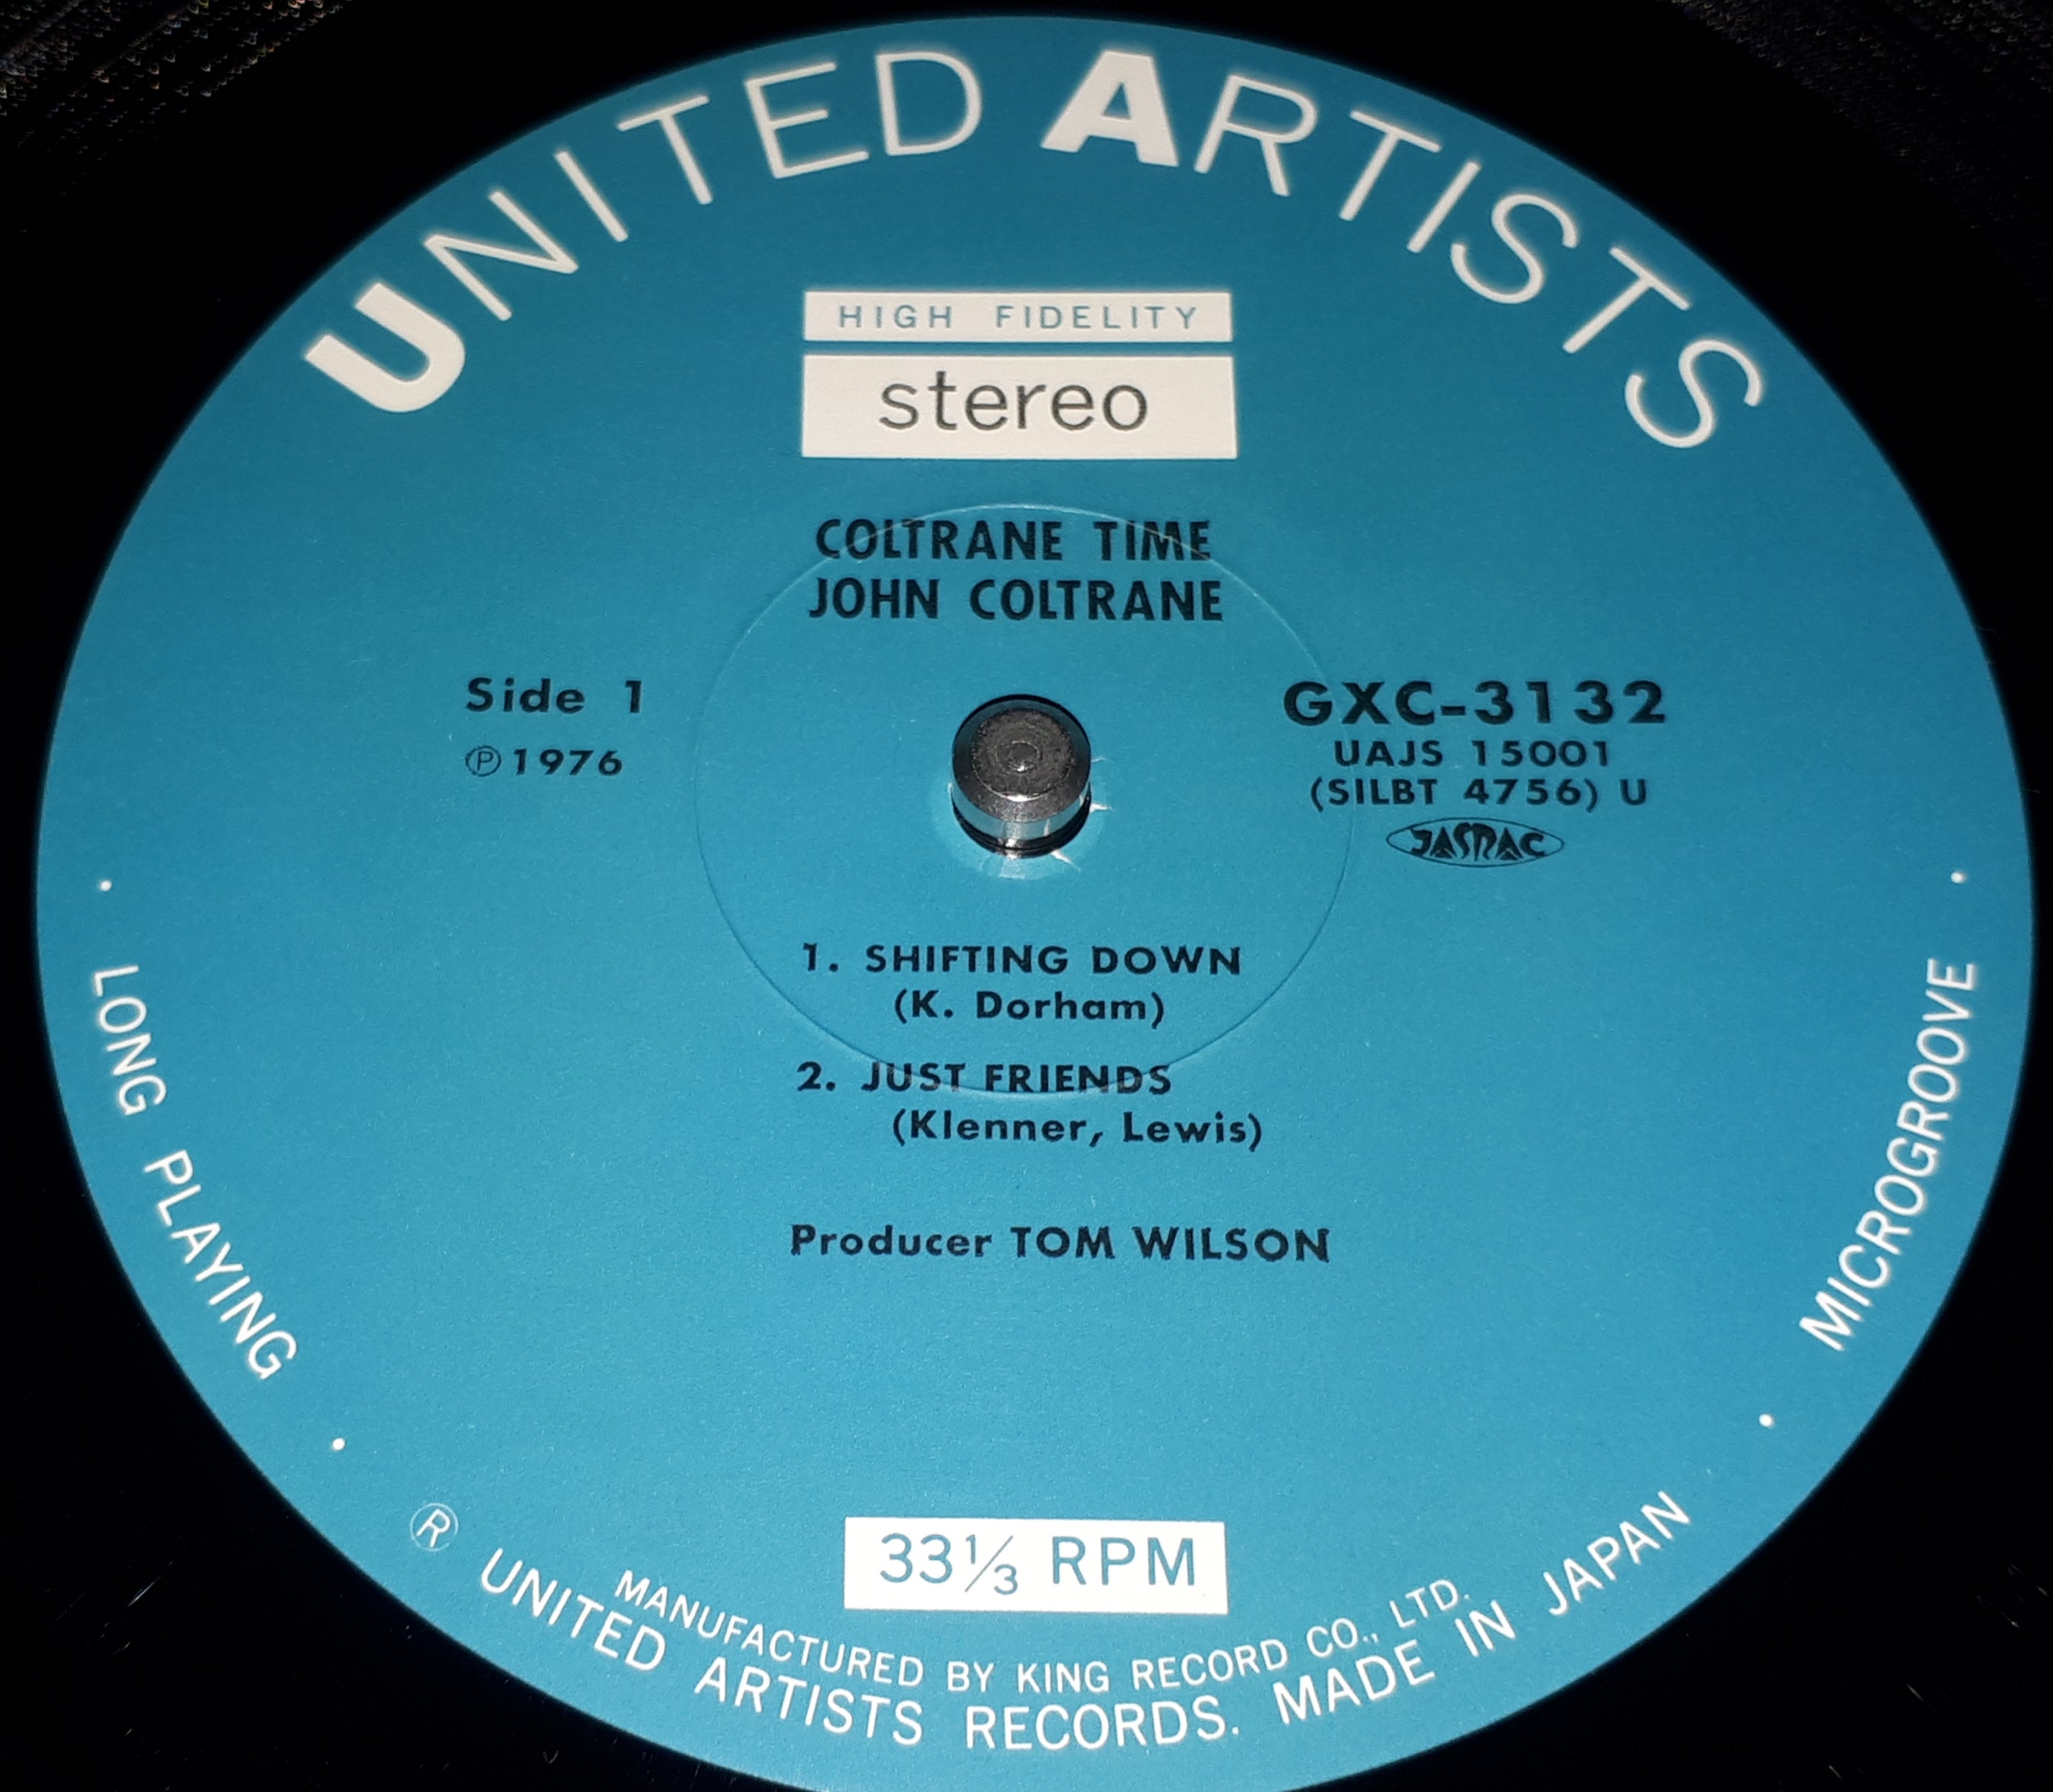 UNITED ARTISTS
HIGH FIDELITY
stereo
COLTRANE TIME
JOHN COLTRANE
Side 1
Ⓟ1976
GXC-3132
UAJS 15001
(SILBT 4756) U
JASRAC
1. SHIFTING DOWN
(K. Dorham)
2. JUST FRIENDS
(Klenner, Lewis)
Producer TOM WILSON
· LONG PLAYING ·
MICROGROOVE
33⅓ RPM
MANUFACTURED BY KING RECORD CO., LTD.
® UNITED ARTISTS RECORDS. MADE IN JAPAN